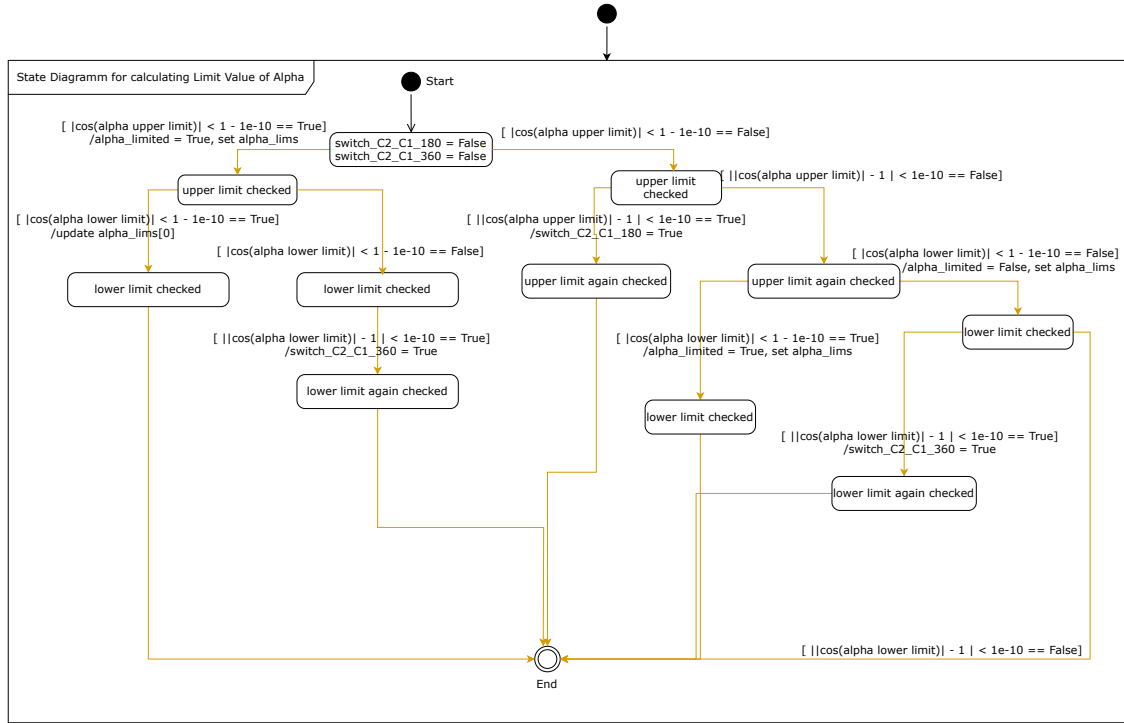 State Diagramm for calculating Limit Value of Alpha
Start
[ |cos(alpha upper limit)| < 1 - 1e-10 == True]
/alpha_limited = True, set alpha_lims
[ |cos(alpha upper limit)| < 1 - 1e-10 == False]
switch_C2_C1_180 = False
switch_C2_C1_360 = False
upper limit checked
upper limit
checked
[ ||cos(alpha upper limit)| - 1 | < 1e-10 == False]
[ |cos(alpha lower limit)| < 1 - 1e-10 == True]
/update alpha_lims[0]
[ ||cos(alpha upper limit)| - 1 | < 1e-10 == True]
/switch_C2_C1_180 = True
[ |cos(alpha lower limit)| < 1 - 1e-10 == False]
[ |cos(alpha lower limit)| < 1 - 1e-10 == False]
/alpha_limited = False, set alpha_lims
lower limit checked
lower limit checked
upper limit again checked
upper limit again checked
lower limit checked
[ ||cos(alpha lower limit)| - 1 | < 1e-10 == True]
/switch_C2_C1_360 = True
[ |cos(alpha lower limit)| < 1 - 1e-10 == True]
/alpha_limited = True, set alpha_lims
lower limit again checked
lower limit checked
[ ||cos(alpha lower limit)| - 1 | < 1e-10 == True]
/switch_C2_C1_360 = True
lower limit again checked
[ ||cos(alpha lower limit)| - 1 | < 1e-10 == False]
End